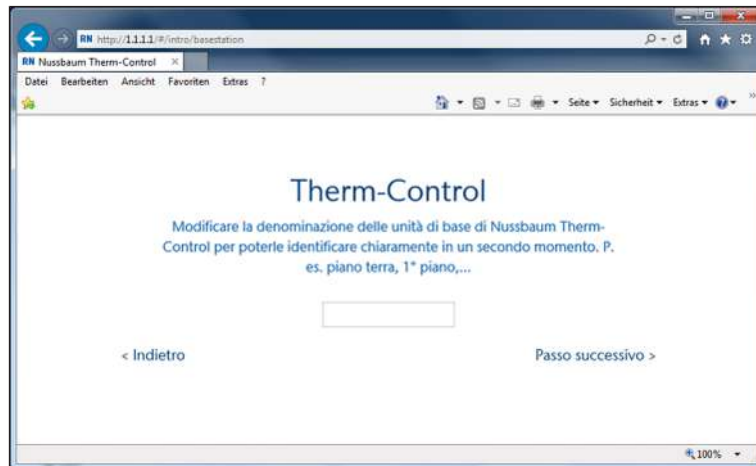 http://1.1.1.1/#/intro/basestation
RN Nussbaum Therm-Control
Datei Bearbeiten Ansicht Favoriten Extras ?
Seite Sicherheit Extras
Therm-Control
Modificare la denominazione delle unità di base di Nussbaum Therm-
Control per poterle identificare chiaramente in un secondo momento. P.
es. piano terra, 1° piano,...
< Indietro Passo successivo >
100%